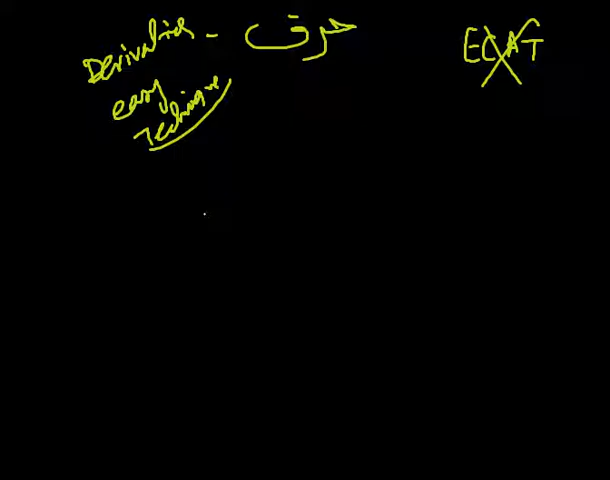 Derivatives - حرق
easy
Technique
ECAT